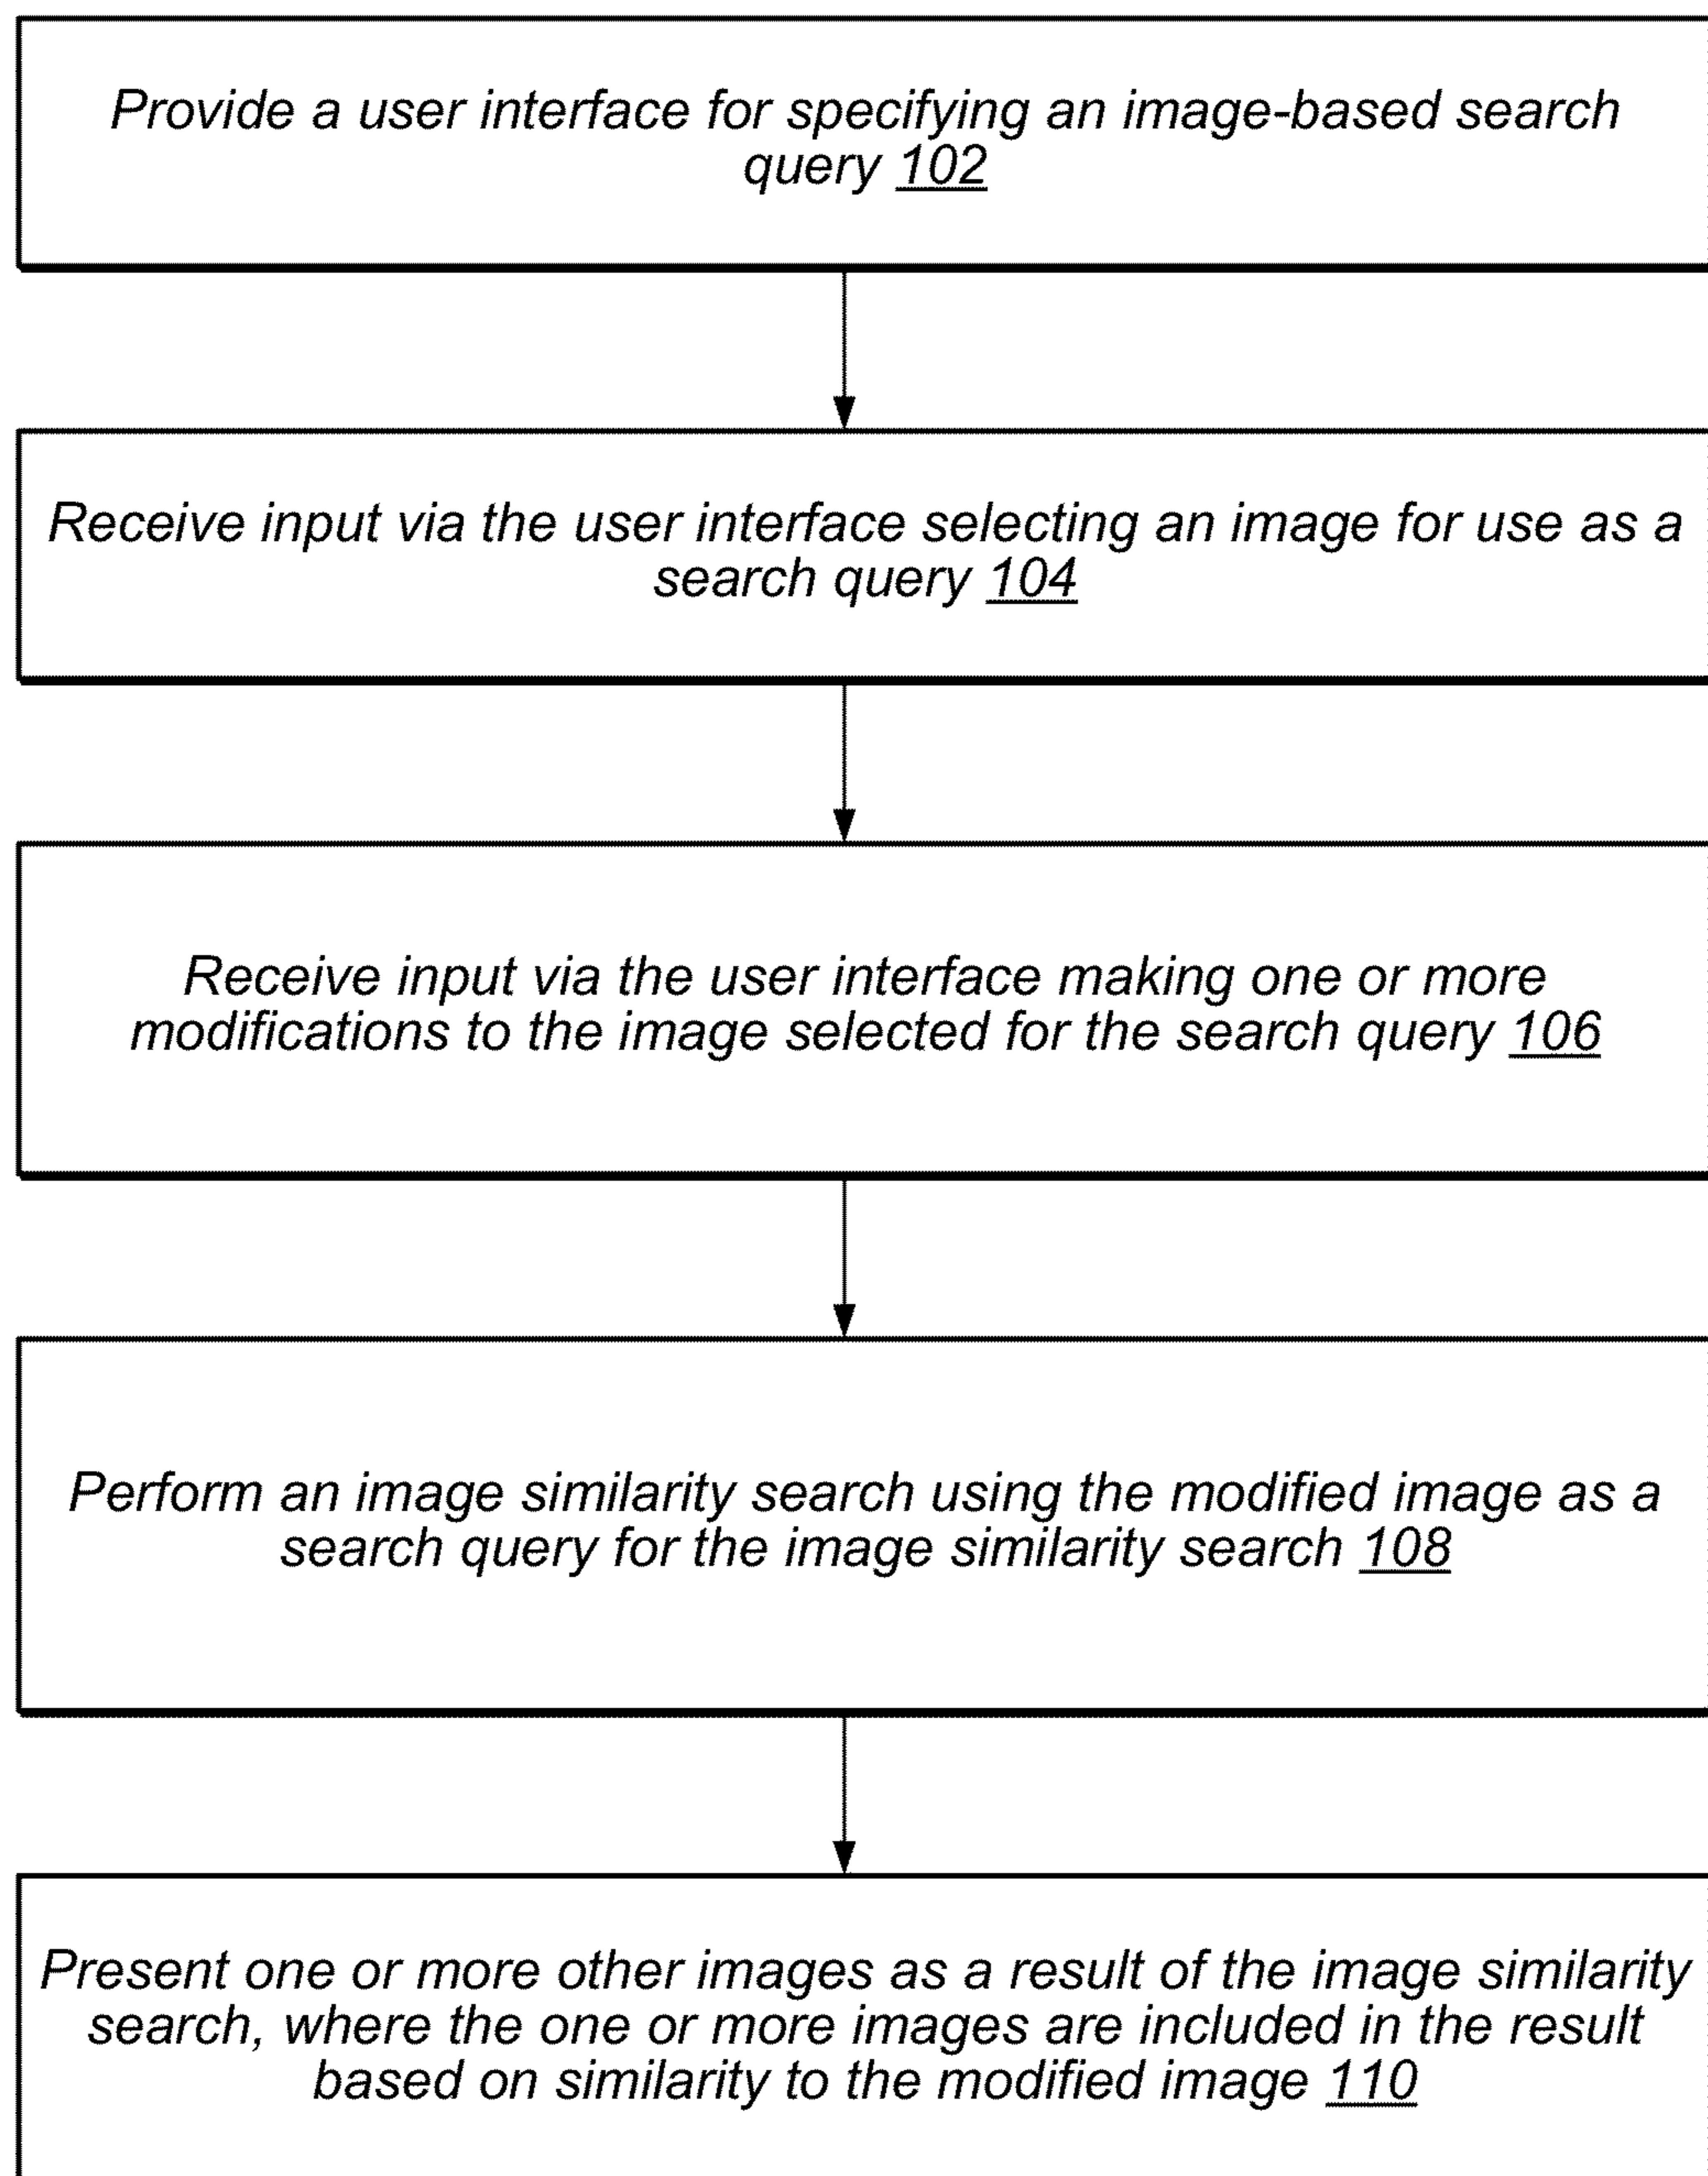 Provide a user interface for specifying an image-based search
query 102
Receive input via the user interface selecting an image for use as a
search query 104
Receive input via the user interface making one or more
modifications to the image selected for the search query 106
Perform an image similarity search using the modified image as a
search query for the image similarity search 108
Present one or more other images as a result of the image similarity
search, where the one or more images are included in the result
based on similarity to the modified image 110